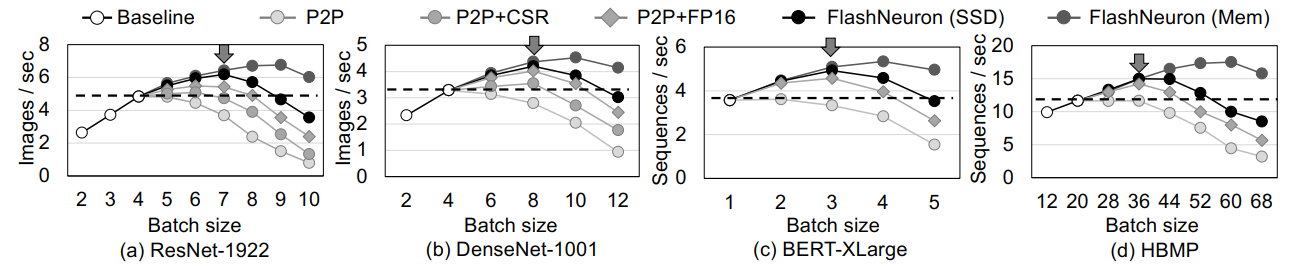 Baseline P2P P2P+CSR P2P+FP16 FlashNeuron (SSD) FlashNeuron (Mem)
Images / sec
8
6
4
2
0
2 3 4 5 6 7 8 9 10
Batch size
(a) ResNet-1922
Images / sec
5
4
3
2
1
0
2 4 6 8 10 12
Batch size
(b) DenseNet-1001
Sequences / sec
6
4
2
0
1 2 3 4 5
Batch size
(c) BERT-XLarge
Sequences / sec
20
15
10
5
0
12 20 28 36 44 52 60 68
Batch size
(d) HBMP